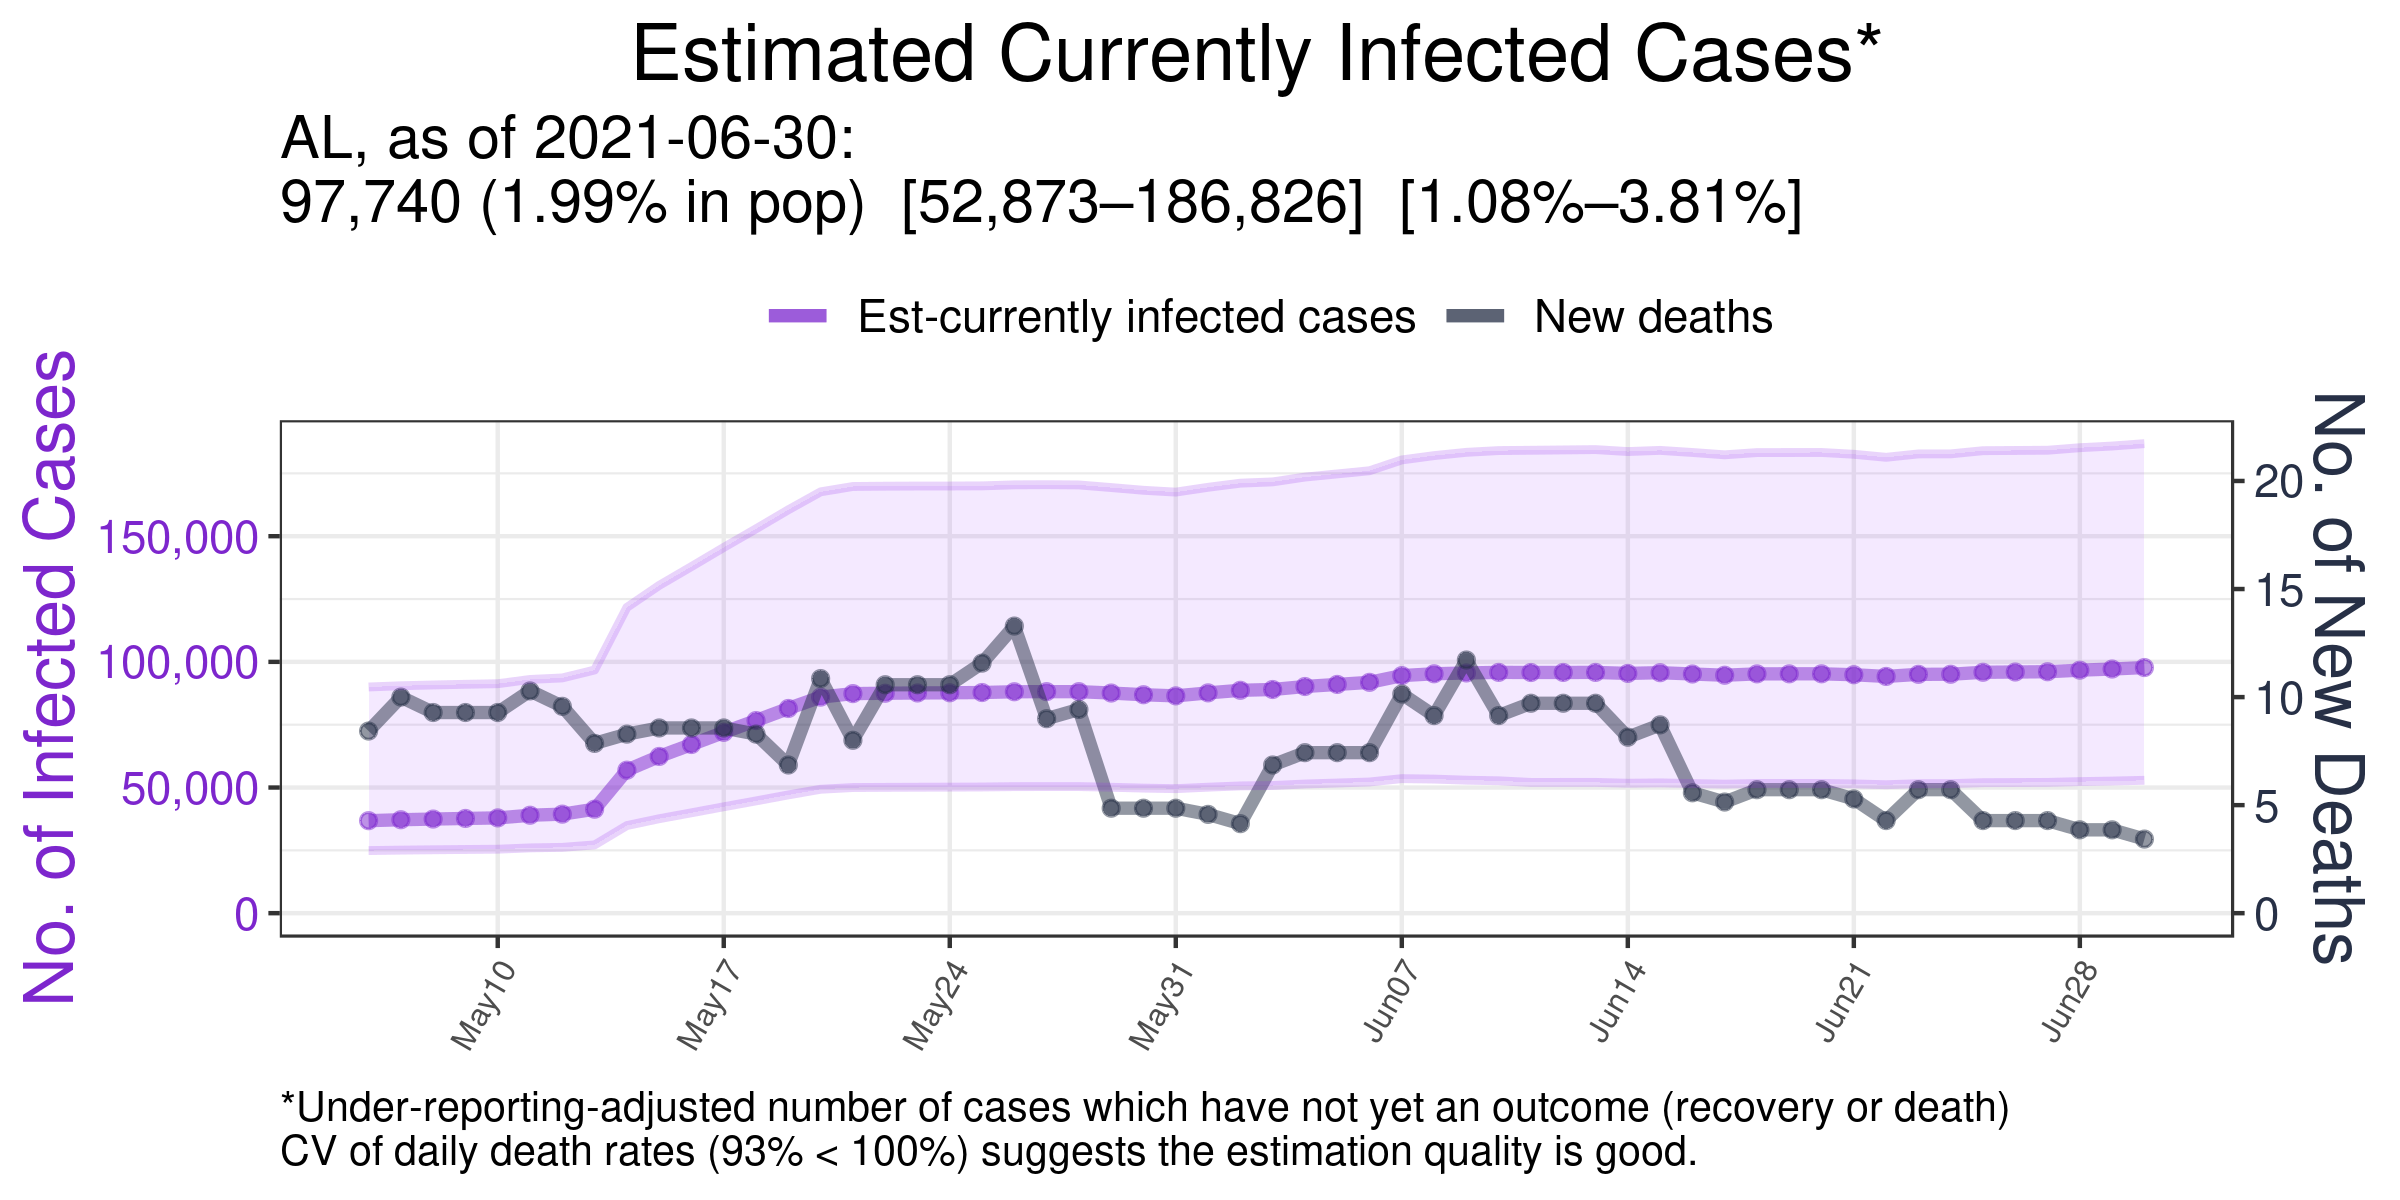 Estimated Currently Infected Cases*
AL, as of 2021-06-30:
97,740 (1.99% in pop)  [52,873–186,826]  [1.08%–3.81%]
Est-currently infected cases
New deaths
No. of Infected Cases
150,000
100,000
50,000
0
20
15
10
5
0
No. of New Deaths
May10
May17
May24
May31
Jun07
Jun14
Jun21
Jun28
*Under-reporting-adjusted number of cases which have not yet an outcome (recovery or death)
CV of daily death rates (93% < 100%) suggests the estimation quality is good.